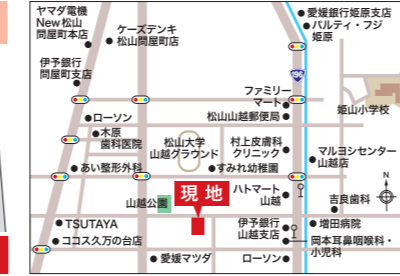 ヤマダ電機
New松山
問屋町本店
ケーズデンキ
松山問屋町店
愛媛銀行姫原支店
パルティ・フジ
姫原
伊予銀行
問屋町支店
196
ファミリー
マート
松山山越郵便局
姫山小学校
ローソン
木原
歯科医院
松山大学
山越グラウンド
村上皮膚科
クリニック
マルヨシセンター
山越店
あい整形外科
すみれ幼稚園
現地
ハトマート
山越
山越公園
吉良歯科
N
TSUTAYA
伊予銀行
山越支店
増田病院
ココス久万の台店
岡本耳鼻咽喉科・
小児科
愛媛マツダ
ローソン